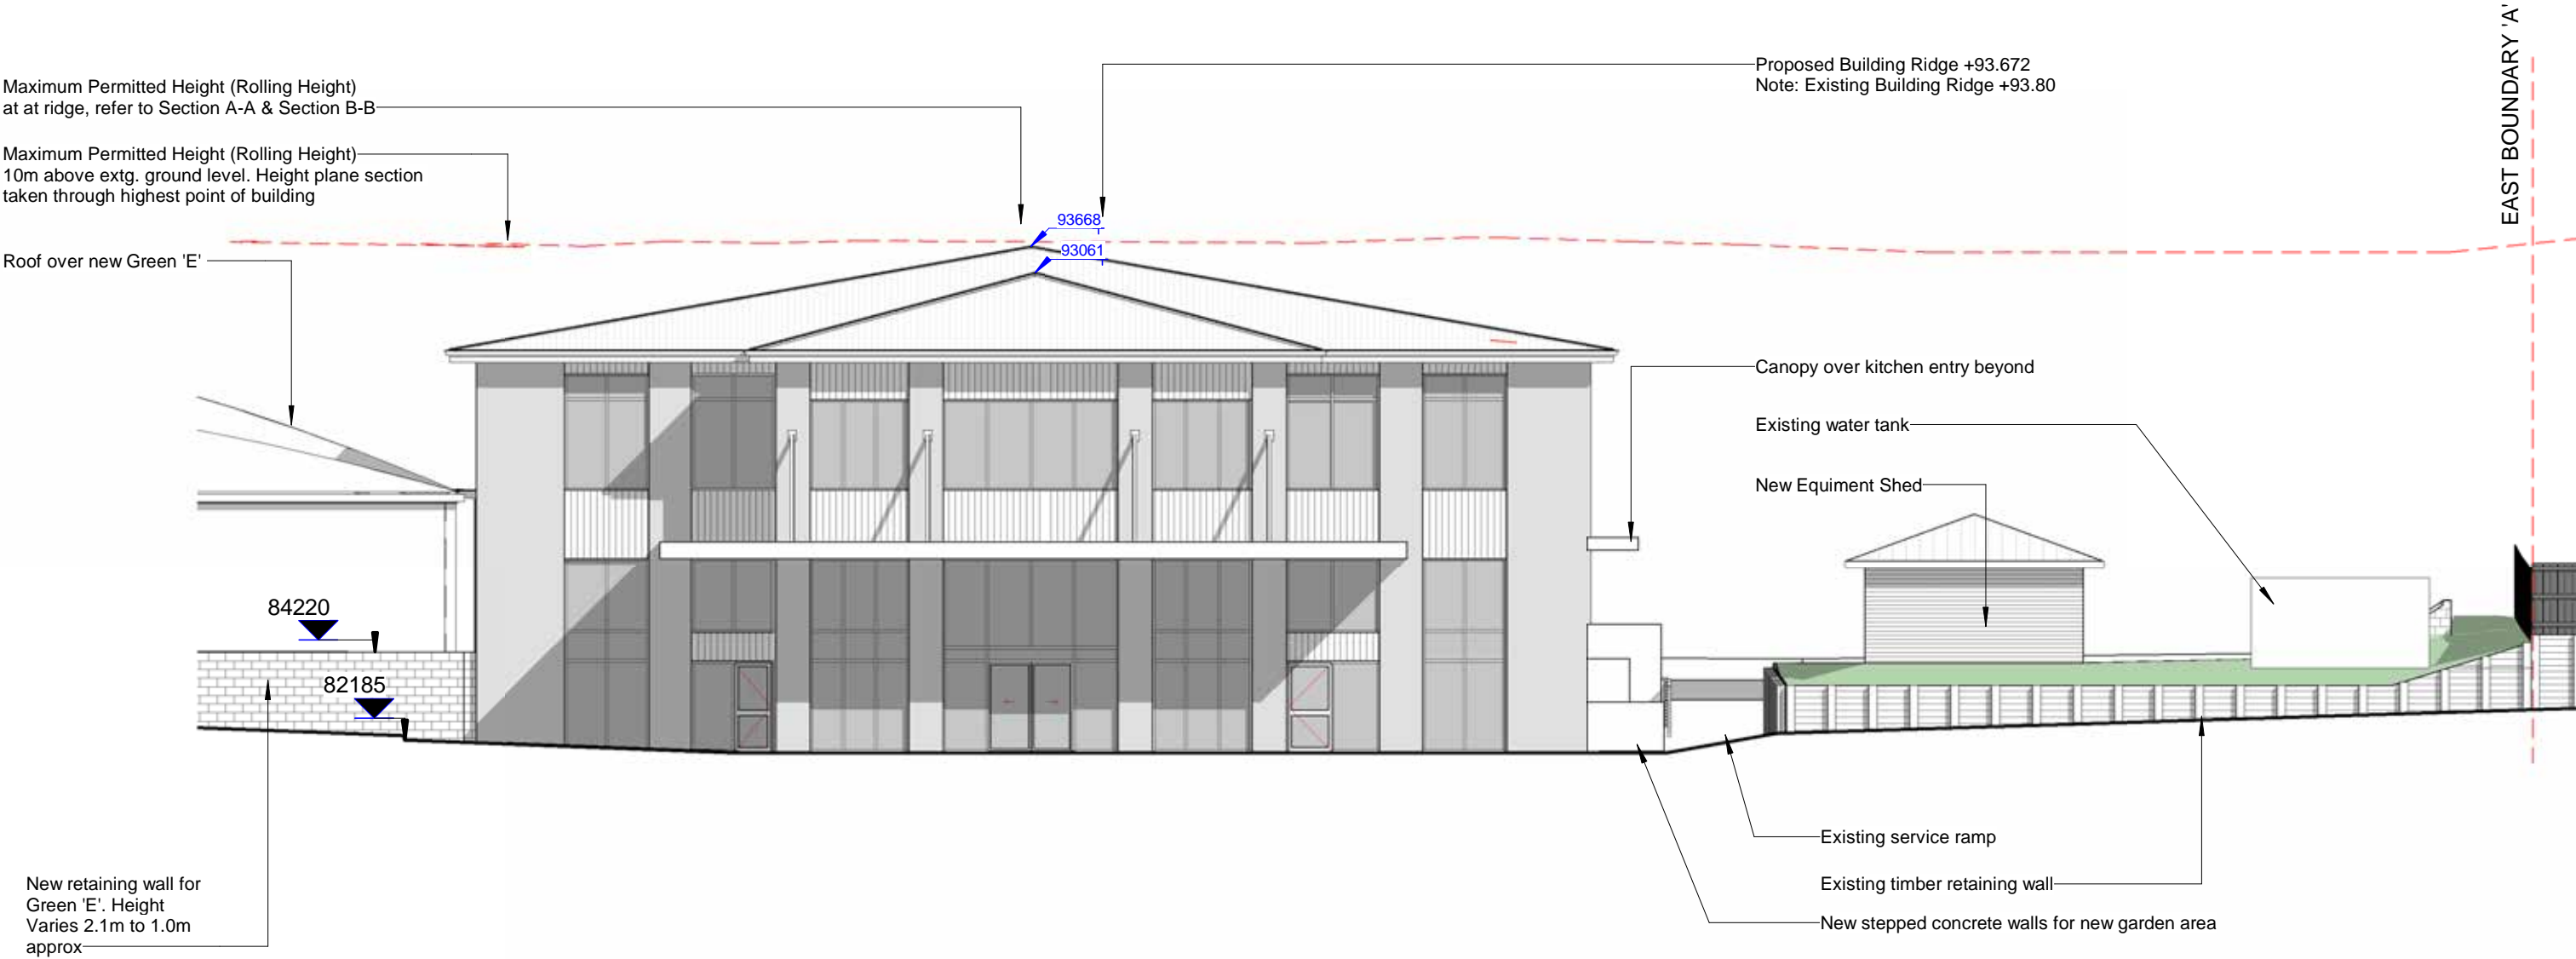 EAST BOUNDARY 'A'
Maximum Permitted Height (Rolling Height)
at at ridge, refer to Section A-A & Section B-B
Maximum Permitted Height (Rolling Height)
10m above extg. ground level. Height plane section
taken through highest point of building
Roof over new Green 'E'
Proposed Building Ridge +93.672
Note: Existing Building Ridge +93.80
93668
93061
Canopy over kitchen entry beyond
Existing water tank
New Equiment Shed
84220
82185
New retaining wall for
Green 'E'. Height
Varies 2.1m to 1.0m
approx
Existing service ramp
Existing timber retaining wall
New stepped concrete walls for new garden area